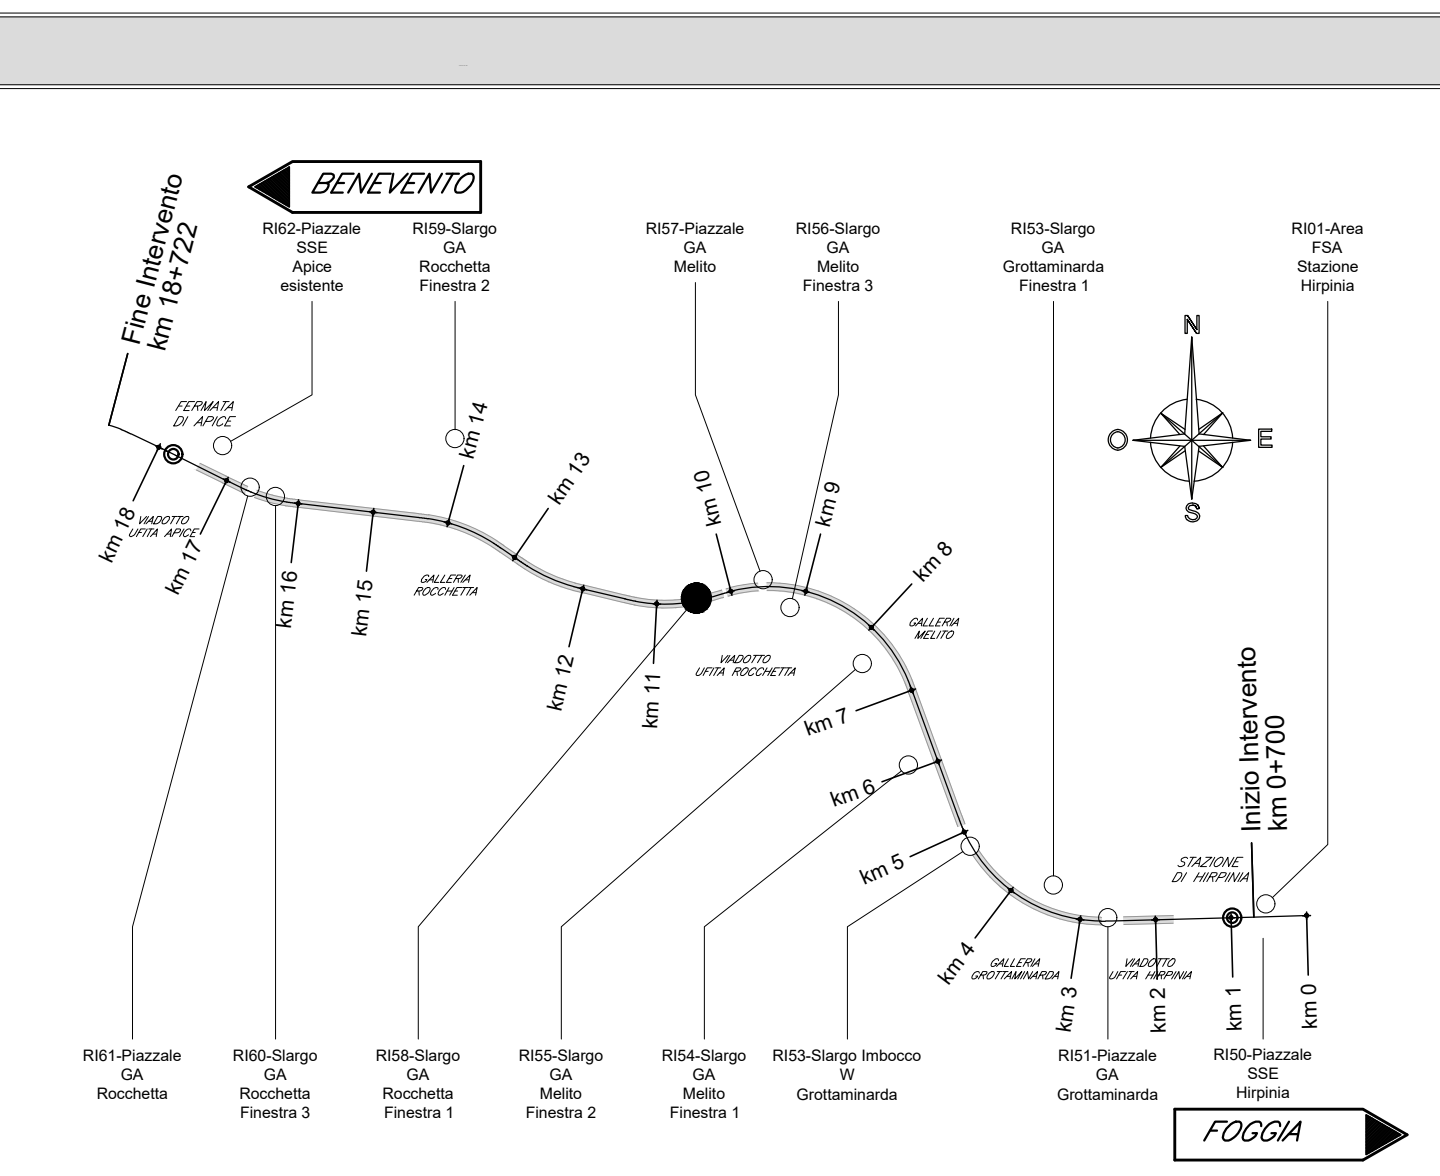 BENEVENTO
Fine Intervento
km 18+722
RI62-Piazzale
SSE
Apice
esistente
RI59-Slargo
GA
Rocchetta
Finestra 2
RI57-Piazzale
GA
Melito
RI56-Slargo
GA
Melito
Finestra 3
RI53-Slargo
GA
Grottaminarda
Finestra 1
RI01-Area
FSA
Stazione
Hirpinia
N
O
E
S
FERMATA
DI APICE
VIADOTTO
UFITA APICE
km 18
km 17
km 16
km 15
km 14
km 13
GALLERIA
ROCCHETTA
km 12
km 11
km 10
km 9
km 8
VIADOTTO
UFITA ROCCHETTA
GALLERIA
MELITO
km 7
km 6
km 5
km 4
GALLERIA
GROTTAMINARDA
km 3
VIADOTTO
UFITA HIRPINIA
km 2
STAZIONE
DI HIRPINIA
Inizio Intervento
km 0+700
km 1
km 0
RI61-Piazzale
GA
Rocchetta
RI60-Slargo
GA
Rocchetta
Finestra 3
RI58-Slargo
GA
Rocchetta
Finestra 1
RI55-Slargo
GA
Melito
Finestra 2
RI54-Slargo
GA
Melito
Finestra 1
RI53-Slargo Imbocco
W
Grottaminarda
RI51-Piazzale
GA
Grottaminarda
RI50-Piazzale
SSE
Hirpinia
FOGGIA